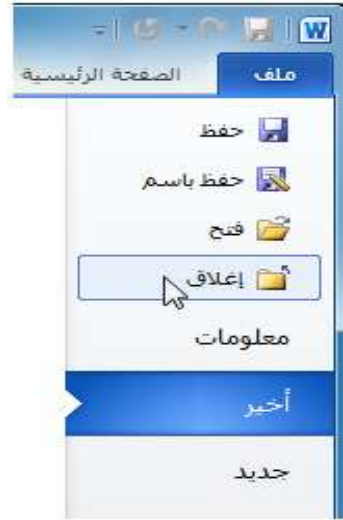 W
ملف الصفحة الرئيسية
حفظ
حفظ باسم
فتح
إغلاق
معلومات
أخير
جديد